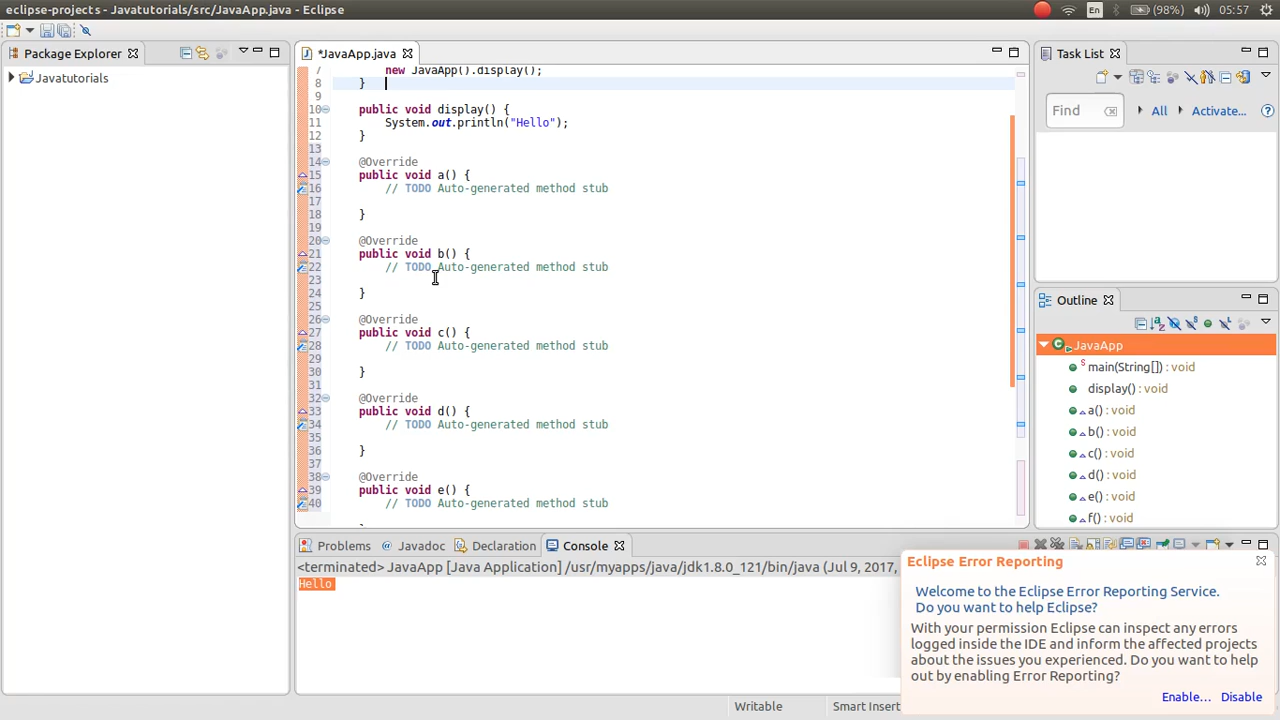 eclipse-projects - Javatutorials/src/JavaApp.java - Eclipse
En
(98%)
05:57
Package Explorer
Javatutorials
*JavaApp.java
7 new JavaApp().display();
8 }
9
10 public void display() {
11 System.out.println("Hello");
12 }
13
14 @Override
15 public void a() {
16 // TODO Auto-generated method stub
17
18 }
19
20 @Override
21 public void b() {
22 // TODO Auto-generated method stub
23
24 }
25
26 @Override
27 public void c() {
28 // TODO Auto-generated method stub
29
30 }
31
32 @Override
33 public void d() {
34 // TODO Auto-generated method stub
35
36 }
37
38 @Override
39 public void e() {
40 // TODO Auto-generated method stub
Task List
Find
All
Activate...
Outline
JavaApp
main(String[]) : void
display() : void
a() : void
b() : void
c() : void
d() : void
e() : void
f() : void
Problems
@ Javadoc
Declaration
Console
<terminated> JavaApp [Java Application] /usr/myapps/java/jdk1.8.0_121/bin/java (Jul 9, 2017,
Hello
Eclipse Error Reporting
Welcome to the Eclipse Error Reporting Service.
Do you want to help Eclipse?
With your permission Eclipse can inspect any errors
logged inside the IDE and inform the affected projects
about the issues you experienced. Do you want to help
out by enabling Error Reporting?
Enable...
Disable
Writable
Smart Insert